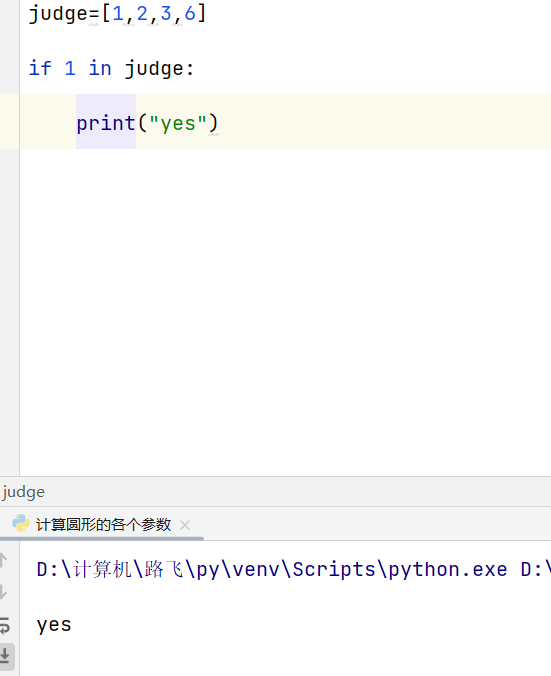 judge=[1,2,3,6]
if 1 in judge:
    print("yes")
judge
计算圆形的各个参数
D:\计算机\路飞\py\venv\Scripts\python.exe D:\
yes